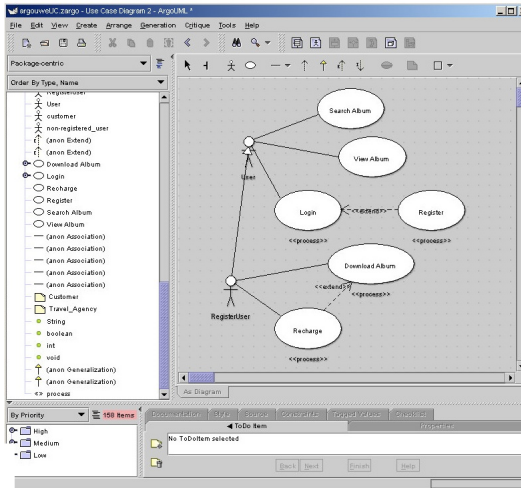 argouweUC.zargo - Use Case Diagram 2 - ArgoUML *
File Edit View Create Arrange Generation Critique Tools Help
Package-centric
Order By Type, Name
RegisterUser
User
customer
non-registered_user
(anon Extend)
(anon Extend)
Download Album
Login
Recharge
Register
Search Album
View Album
(anon Association)
(anon Association)
(anon Association)
(anon Association)
(anon Association)
Customer
Travel_Agency
String
boolean
int
void
(anon Generalization)
(anon Generalization)
<< process
Search Album
View Album
User
Login
<<extend>>
Register
<<process>>
<<process>>
Download Album
<<extend>>
<<process>>
RegisterUser
Recharge
<<process>>
As Diagram
By Priority
158 Items
High
Medium
Low
Documentation Style Source Constraints Tagged Values Checklist
ToDo Item Properties
No ToDoItem selected
Back Next Finish Help